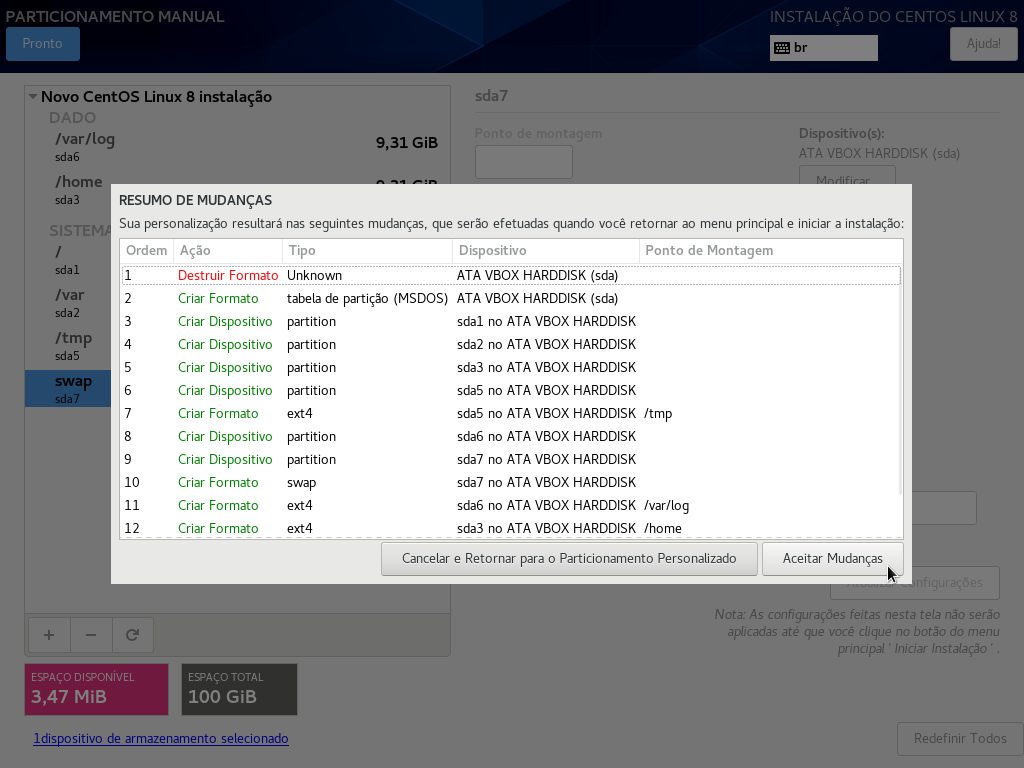 PARTICIONAMENTO MANUAL
INSTALAÇÃO DO CENTOS LINUX 8
Pronto
br
Ajuda!
Novo CentOS Linux 8 instalação
DADO
/var/log
sda6
9,31 GiB
/home
sda3
9,31 GiB
SISTEMA
/
sda1
/var
sda2
/tmp
sda5
swap
sda7
sda7
Ponto de montagem
Dispositivo(s):
ATA VBOX HARDDISK (sda)
Modificar...
RESUMO DE MUDANÇAS
Sua personalização resultará nas seguintes mudanças, que serão efetuadas quando você retornar ao menu principal e iniciar a instalação:
Ordem Ação Tipo Dispositivo Ponto de Montagem
1 Destruir Formato Unknown ATA VBOX HARDDISK (sda)
2 Criar Formato tabela de partição (MSDOS) ATA VBOX HARDDISK (sda)
3 Criar Dispositivo partition sda1 no ATA VBOX HARDDISK
4 Criar Dispositivo partition sda2 no ATA VBOX HARDDISK
5 Criar Dispositivo partition sda3 no ATA VBOX HARDDISK
6 Criar Dispositivo partition sda5 no ATA VBOX HARDDISK
7 Criar Formato ext4 sda5 no ATA VBOX HARDDISK /tmp
8 Criar Dispositivo partition sda6 no ATA VBOX HARDDISK
9 Criar Dispositivo partition sda7 no ATA VBOX HARDDISK
10 Criar Formato swap sda7 no ATA VBOX HARDDISK
11 Criar Formato ext4 sda6 no ATA VBOX HARDDISK /var/log
12 Criar Formato ext4 sda3 no ATA VBOX HARDDISK /home
Cancelar e Retornar para o Particionamento Personalizado
Aceitar Mudanças
Atualizar Configurações
Nota: As configurações feitas nesta tela não serão
aplicadas até que você clique no botão do menu
principal ' Iniciar Instalação ' .
ESPAÇO DISPONÍVEL
3,47 MiB
ESPAÇO TOTAL
100 GiB
1dispositivo de armazenamento selecionado
Redefinir Todos